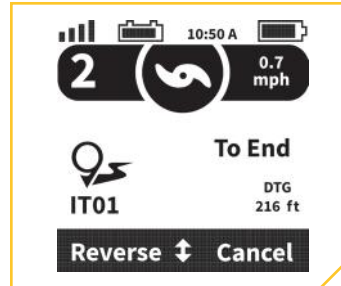 10:50 A
2
0.7
mph
To End
IT01
DTG
216 ft
Reverse
Cancel